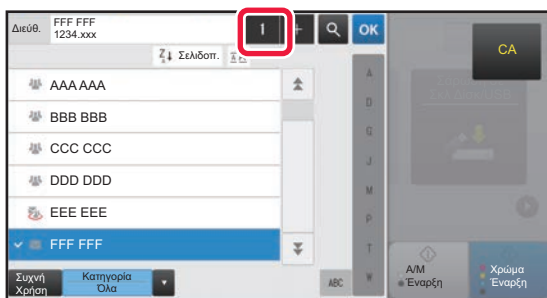 Διεύθ.
FFF FFF
1234.xxx
1
+
OK
CA
Z Σελιδοπ.
AAA AAA
BBB BBB
CCC CCC
DDD DDD
EEE EEE
FFF FFF
A
D
G
J
M
P
T
W
ABC
Συχνή
Χρήση
Κατηγορία
Όλα
Α/Μ
Έναρξη
Χρώμα
Έναρξη